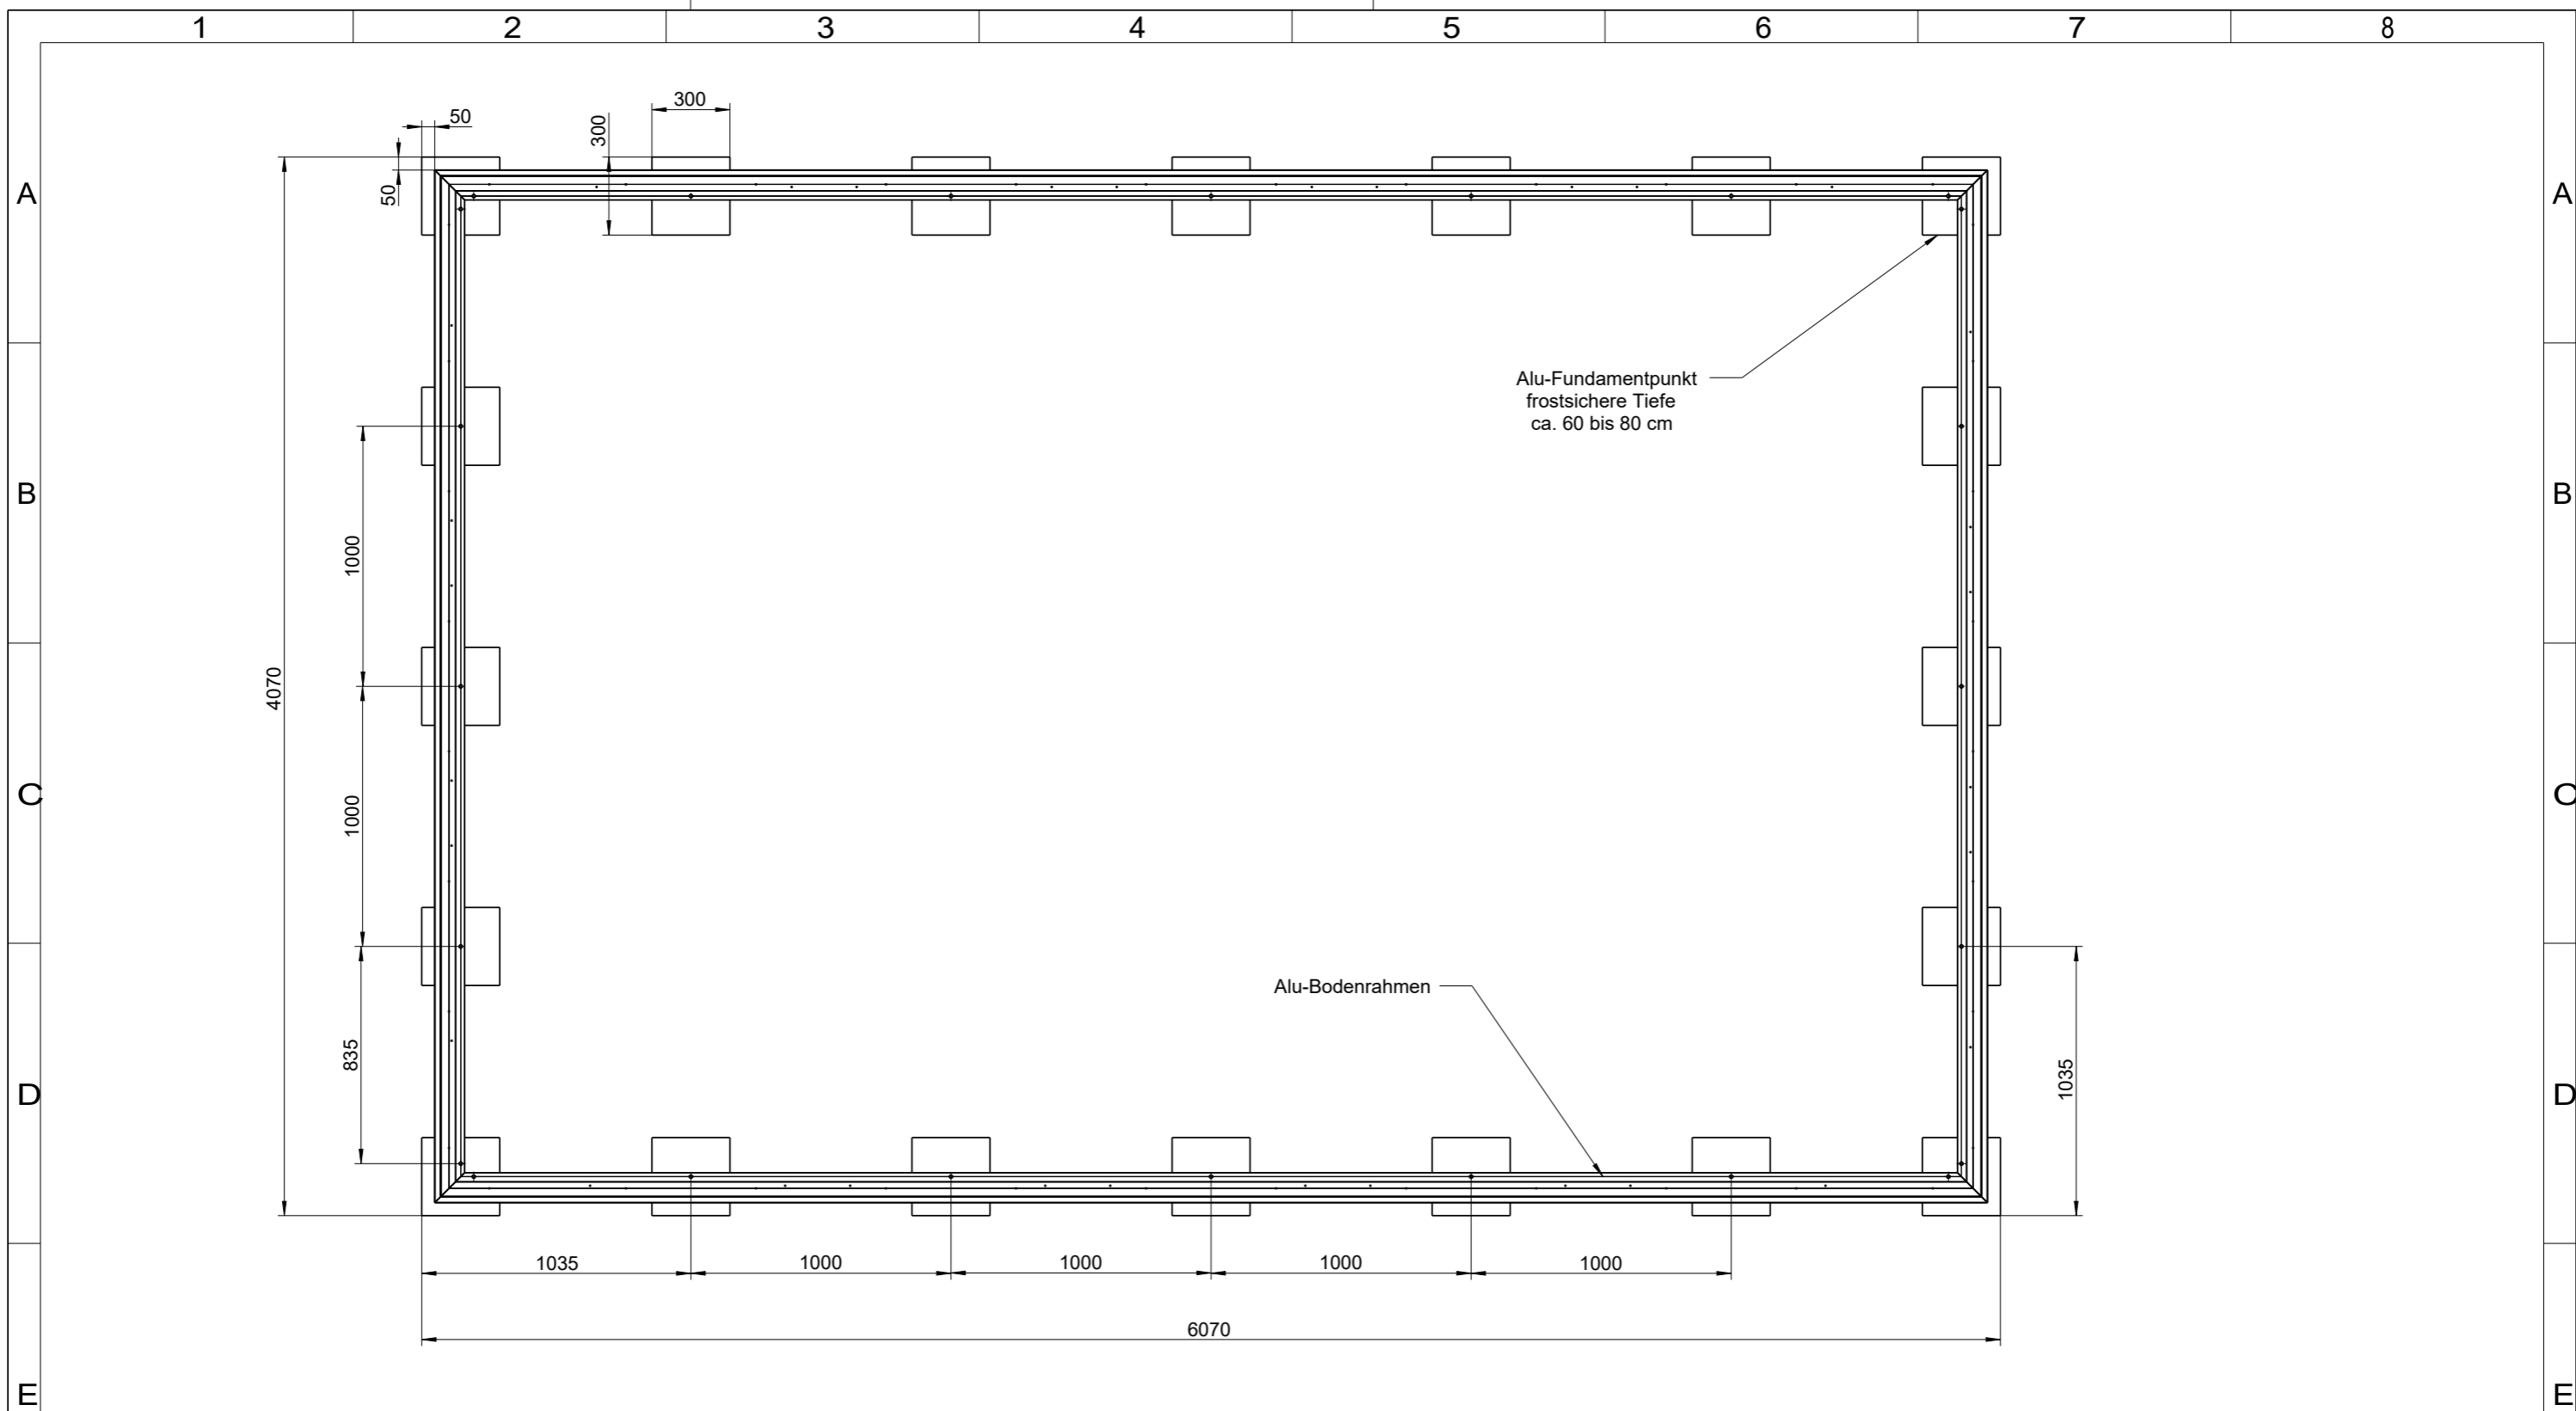 1 2 3 4 5 6 7 8
50 300
300
50
A A
Alu-Fundamentpunkt
frostsichere Tiefe
ca. 60 bis 80 cm
B B
1000
4070
C C
1000
Alu-Bodenrahmen
835 1035
D D
1035 1000 1000 1000 1000
6070
E E